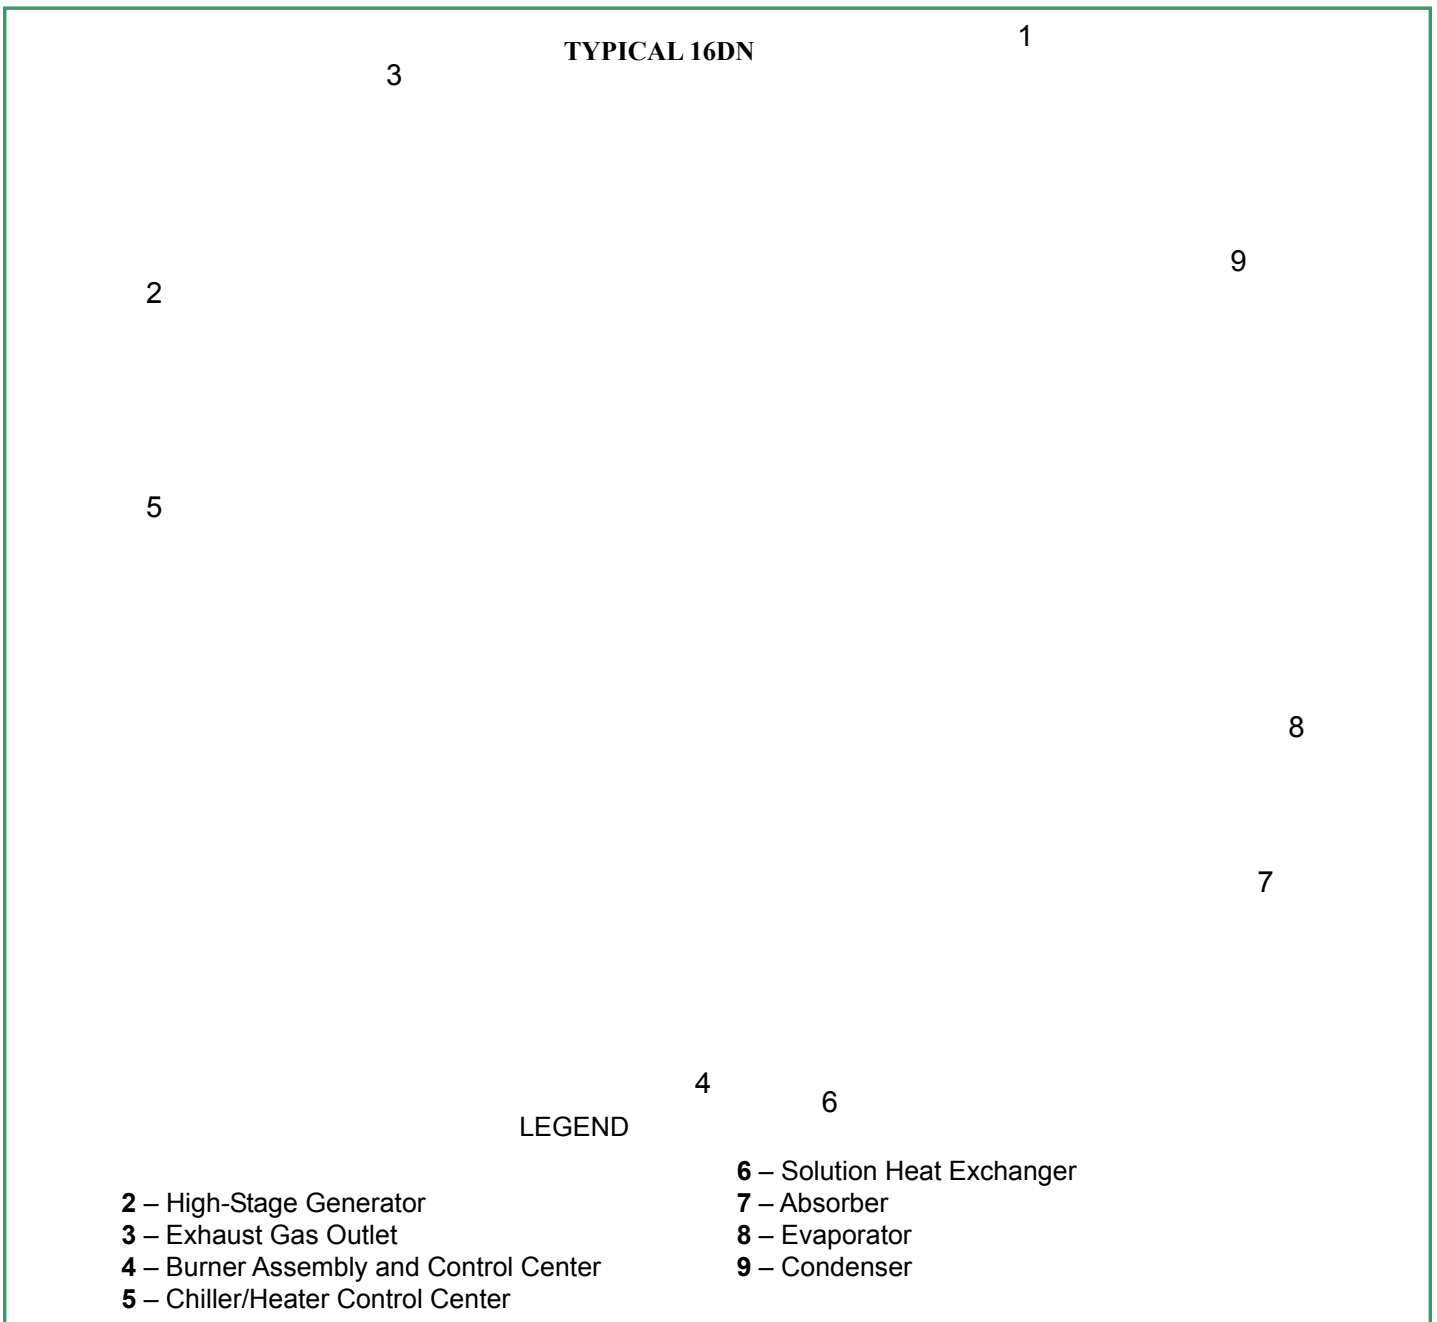 1
TYPICAL 16DN
3
9
2
5
8
7
4
6
LEGEND
2 – High-Stage Generator
3 – Exhaust Gas Outlet
4 – Burner Assembly and Control Center
5 – Chiller/Heater Control Center
6 – Solution Heat Exchanger
7 – Absorber
8 – Evaporator
9 – Condenser